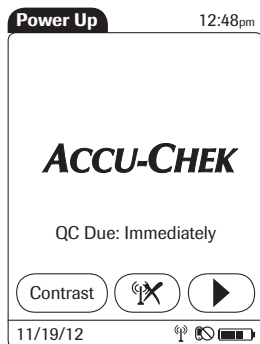 Power Up 12:48pm
ACCU-CHEK
QC Due: Immediately
Contrast
11/19/12